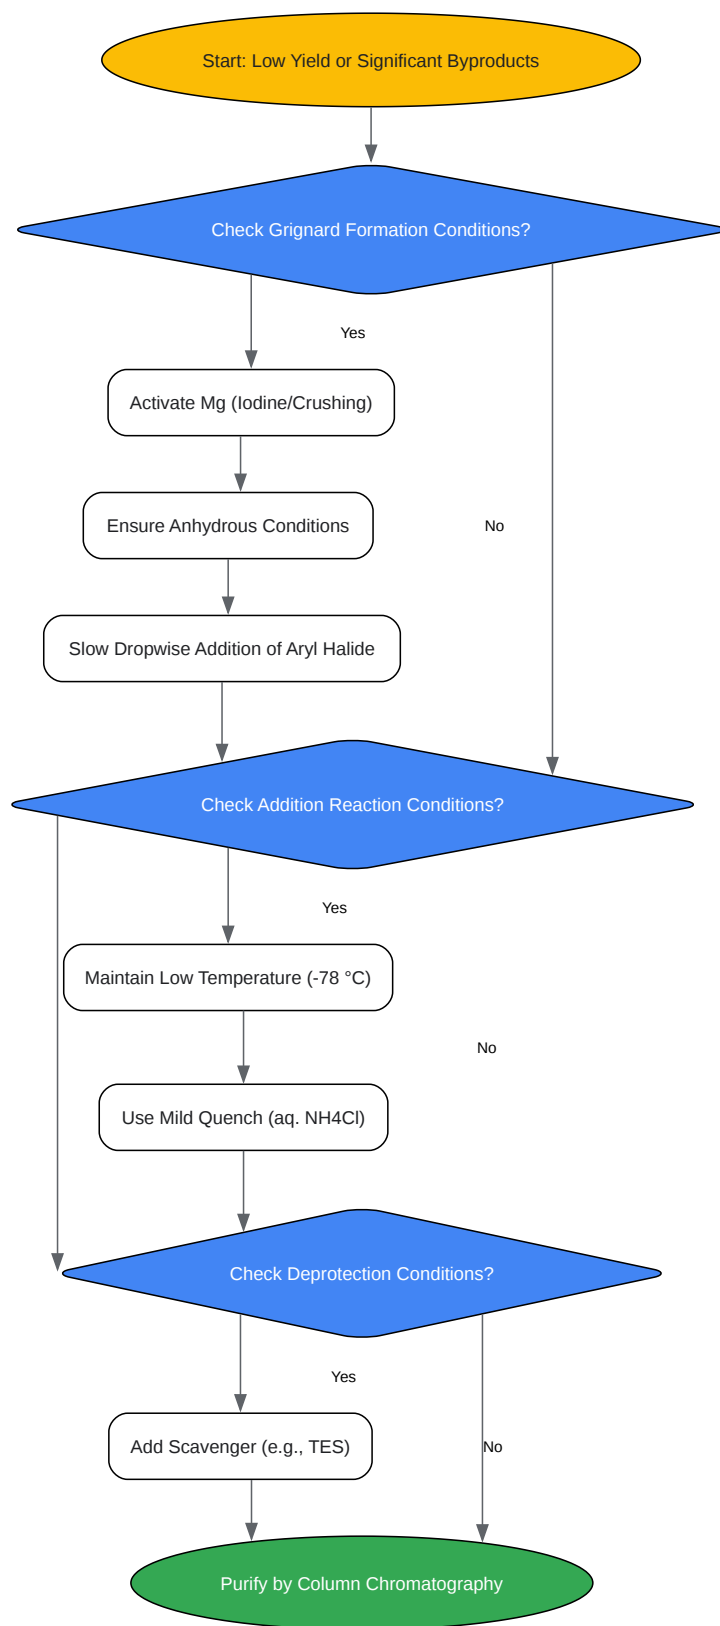 Start: Low Yield or Significant Byproducts
Check Grignard Formation Conditions?
Yes
Activate Mg (Iodine/Crushing)
Ensure Anhydrous Conditions
No
Slow Dropwise Addition of Aryl Halide
Check Addition Reaction Conditions?
Yes
Maintain Low Temperature (-78 °C)
No
Use Mild Quench (aq. NH4Cl)
Check Deprotection Conditions?
Yes
Add Scavenger (e.g., TES)
No
Purify by Column Chromatography